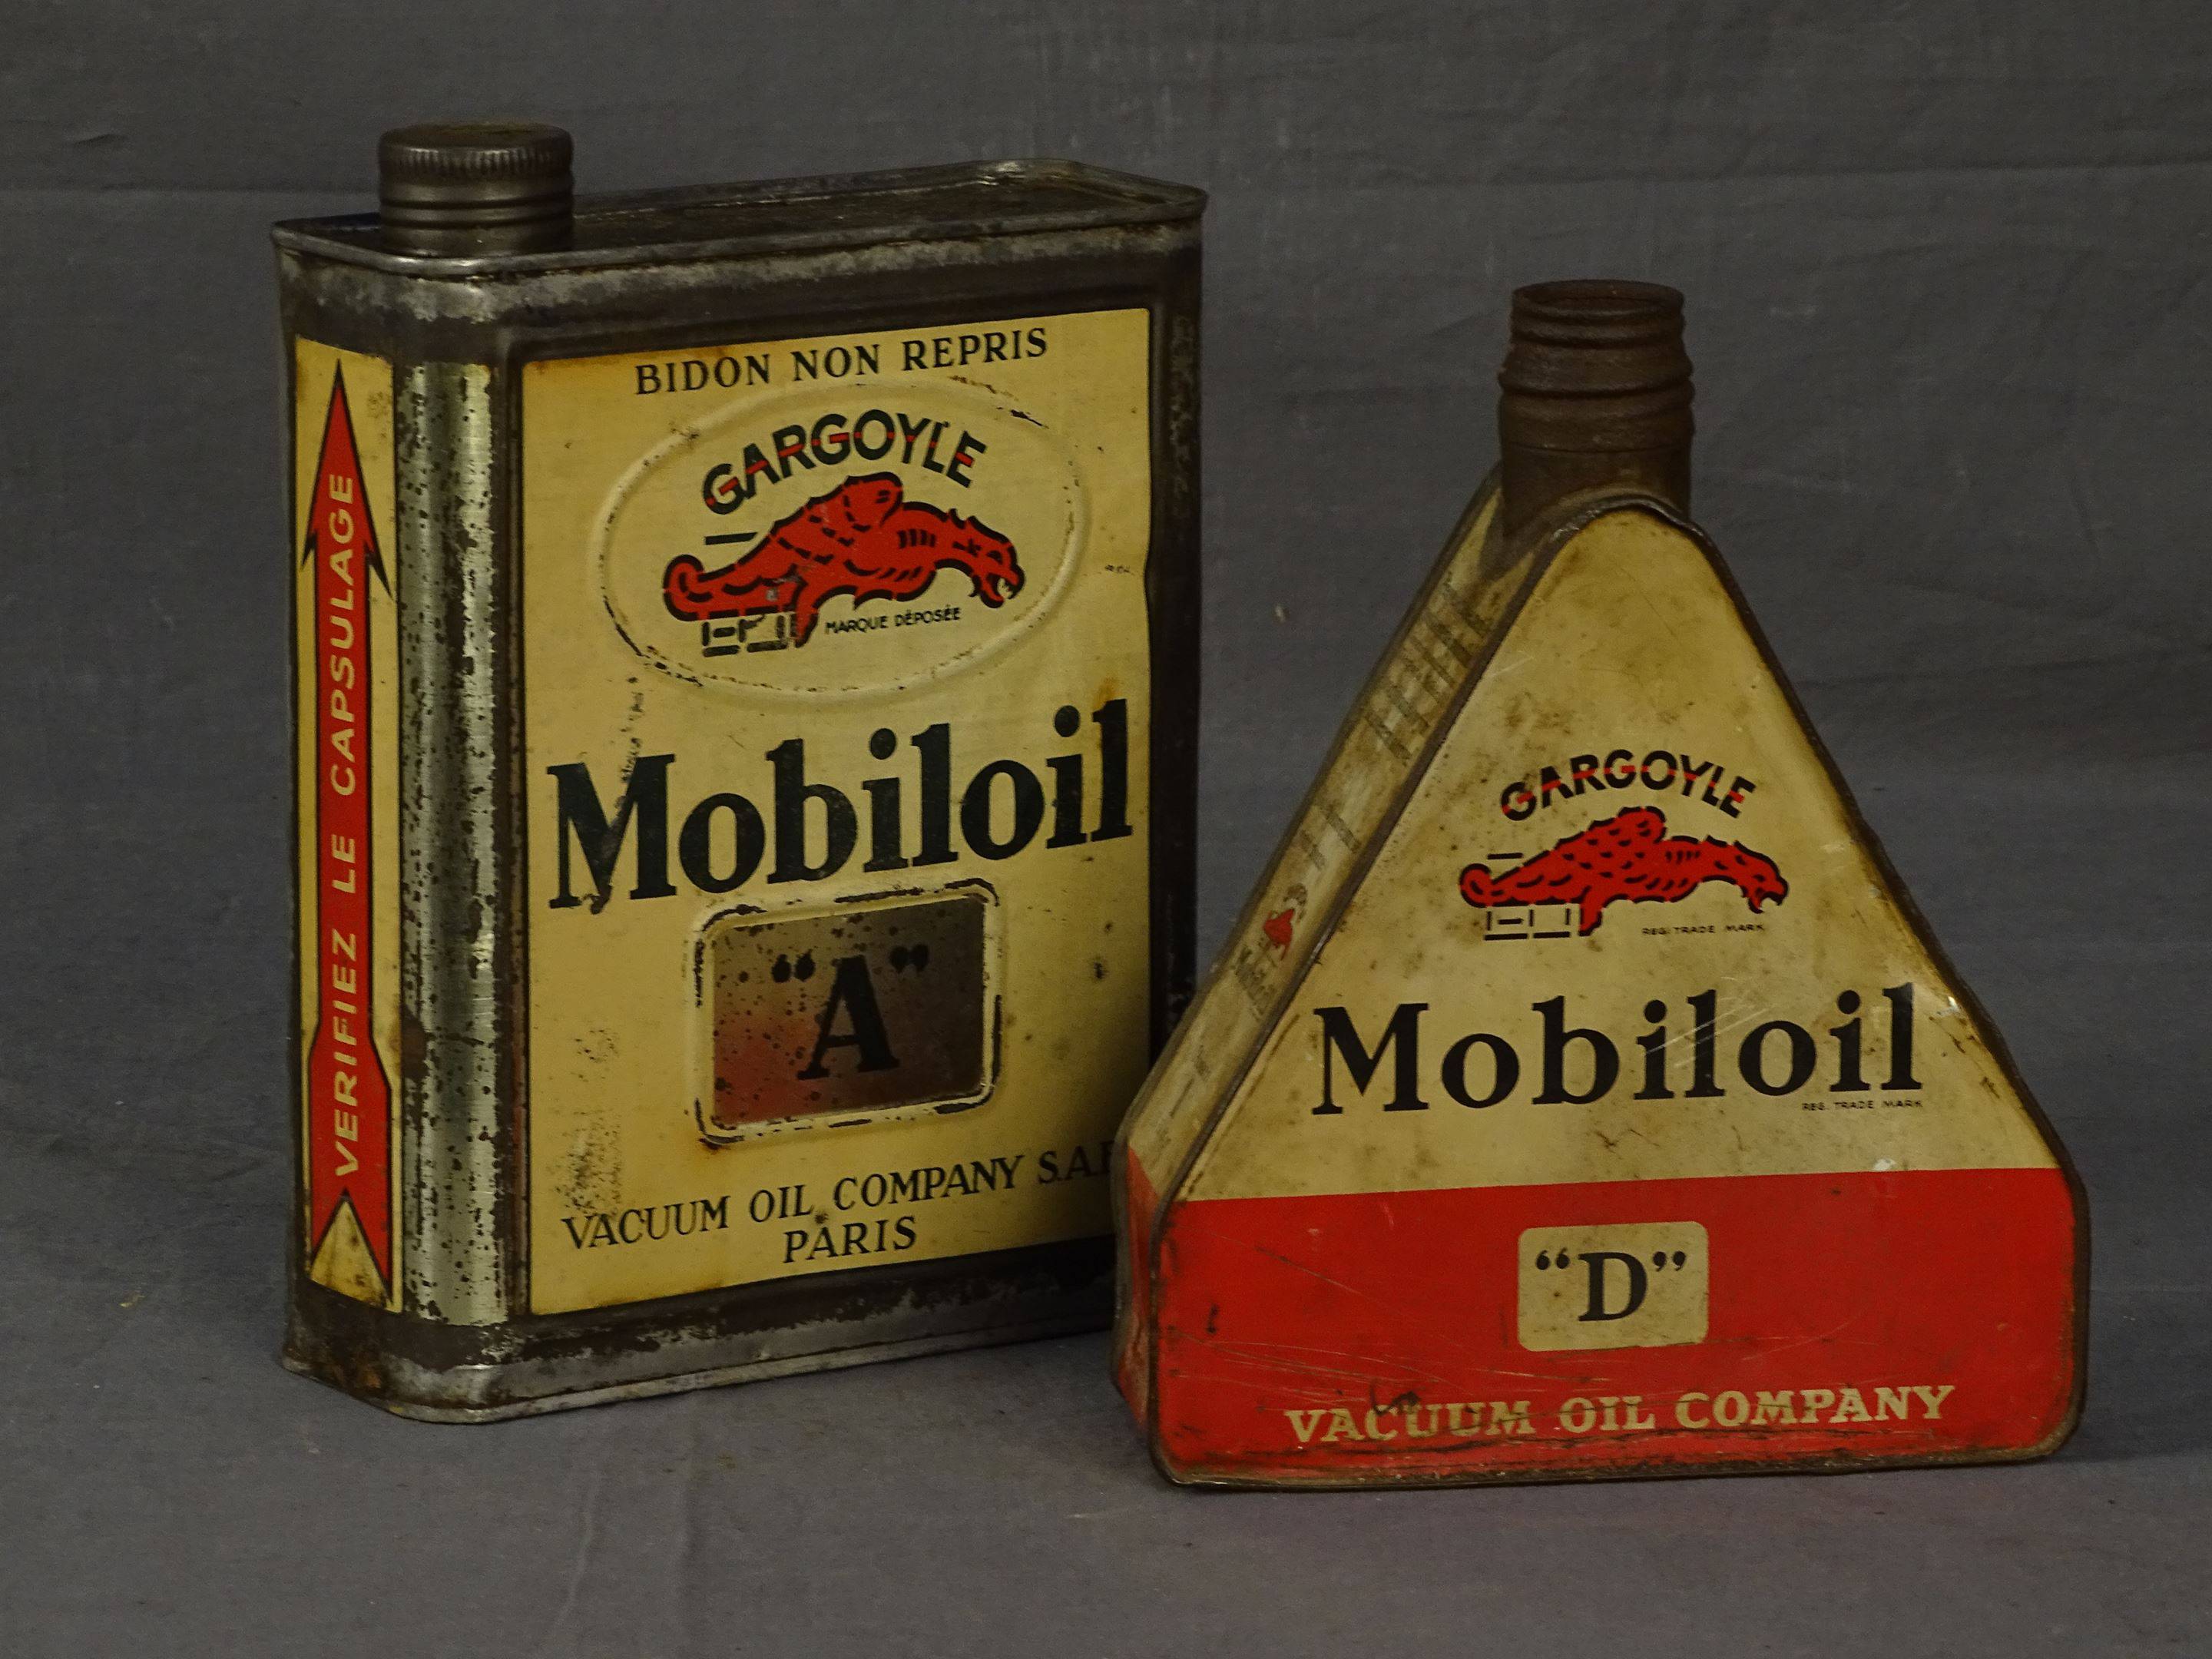 VERIFIEZ LE CAPSULAGE
BIDON NON REPRIS
GARGOYLE
MARQUE DÉPOSÉE
Mobiloil
"A"
VACUUM OIL COMPANY S.A.F
PARIS
GARGOYLE
REG. TRADE MARK
Mobiloil
REG. TRADE MARK
"D"
VACUUM OIL COMPANY